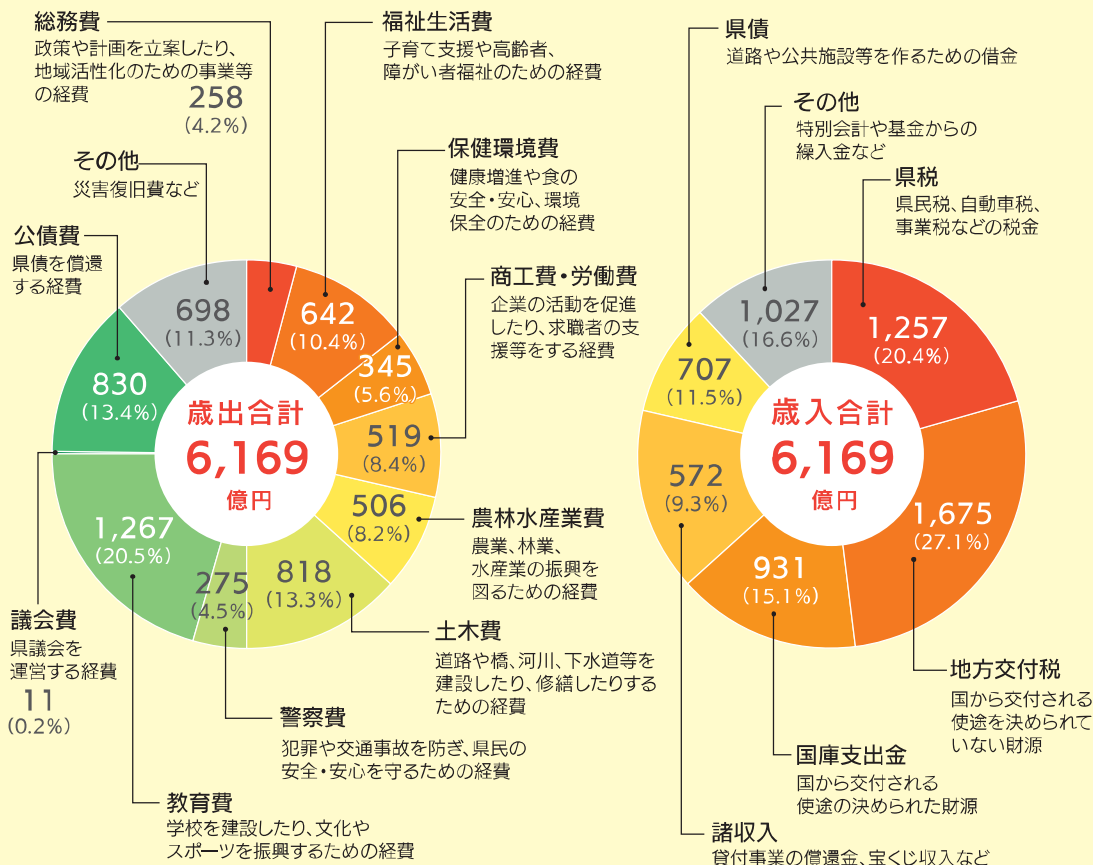 総務費
政策や計画を立案したり、
地域活性化のための事業等
の経費
258
(4.2%)
福祉生活費
子育て支援や高齢者、
障がい者福祉のための経費
642
(10.4%)
保健環境費
健康増進や食の
安全・安心、環境
保全のための経費
345
(5.6%)
商工費・労働費
企業の活動を促進
したり、求職者の支
援等をする経費
519
(8.4%)
農林水産業費
農業、林業、
水産業の振興を
図るための経費
506
(8.2%)
土木費
道路や橋、河川、下水道等を
建設したり、修繕したりする
ための経費
818
(13.3%)
警察費
犯罪や交通事故を防ぎ、県民の
安全・安心を守るための経費
275
(4.5%)
教育費
学校を建設したり、文化や
スポーツを振興するための経費
1,267
(20.5%)
議会費
県議会を
運営する経費
11
(0.2%)
公債費
県債を償還
する経費
830
(13.4%)
その他
災害復旧費など
698
(11.3%)
歳出合計
6,169
億円
県債
道路や公共施設等を作るための借金
707
(11.5%)
その他
特別会計や基金からの
繰入金など
1,027
(16.6%)
県税
県民税、自動車税、
事業税などの税金
1,257
(20.4%)
地方交付税
国から交付される
使途を決められて
いない財源
1,675
(27.1%)
国庫支出金
国から交付される
使途の決められた財源
931
(15.1%)
諸収入
貸付事業の償還金、宝くじ収入など
572
(9.3%)
歳入合計
6,169
億円